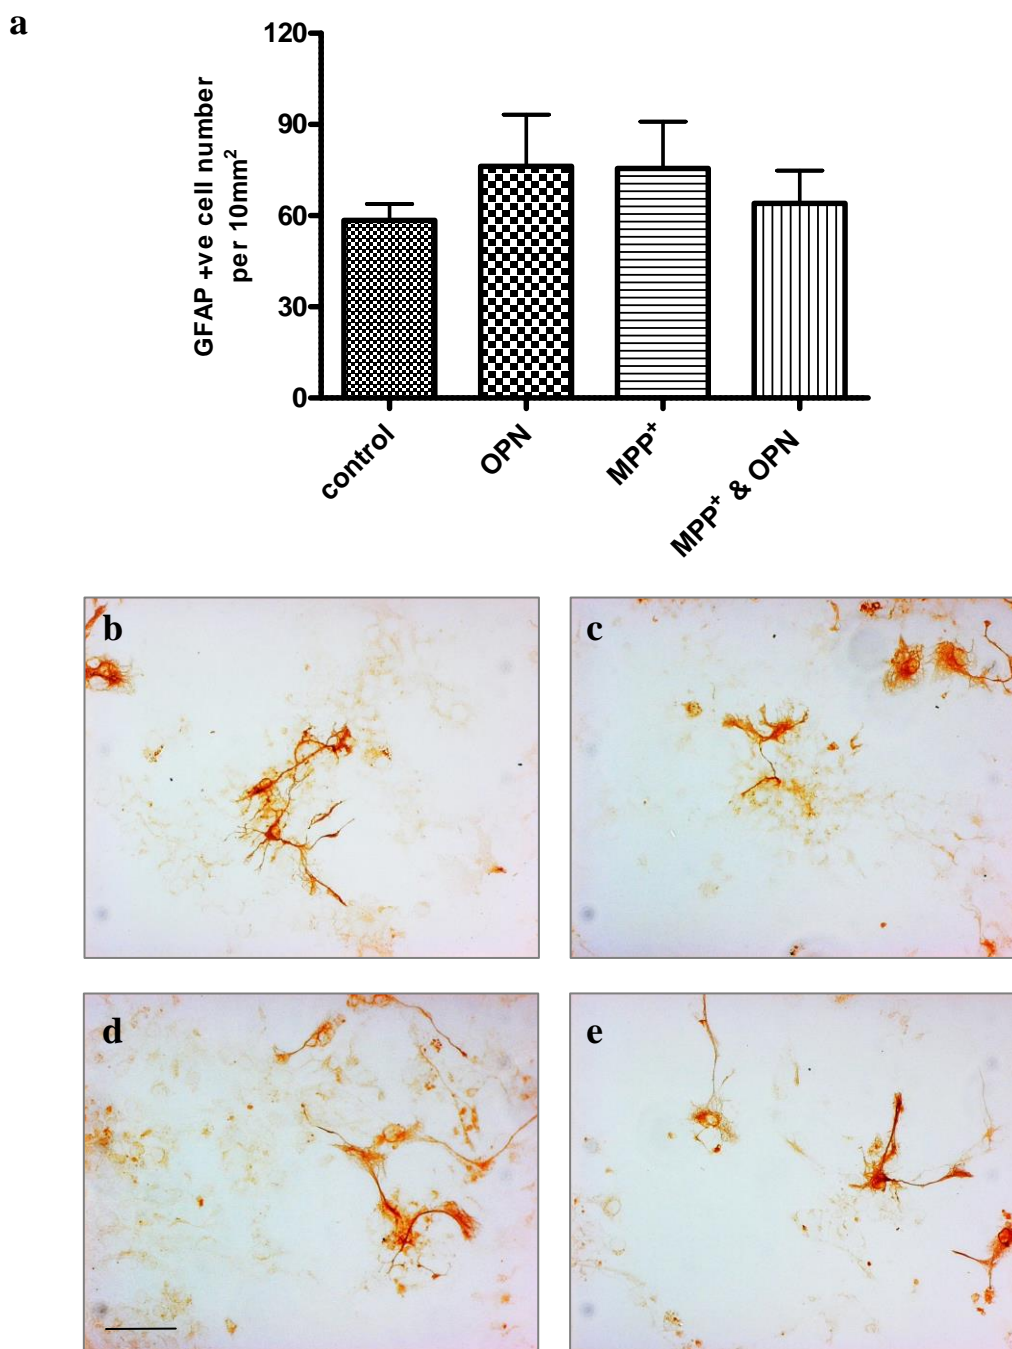 a
120
90
60
30
0
GFAP +ve cell number
per 10mm²
control
OPN
MPP⁺
MPP⁺ & OPN
b
c
d
e